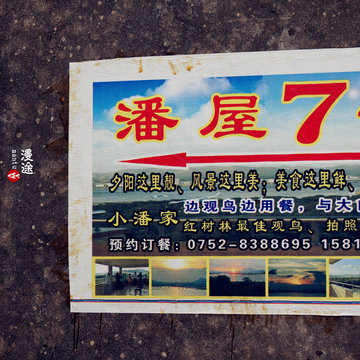 潘屋7
夕阳这里靓、风景这里美；美食这里鲜、
边观鸟边用餐，与大
小潘家
红树林最佳观鸟、拍照
预约订餐：0752-8388695 1581
漫途